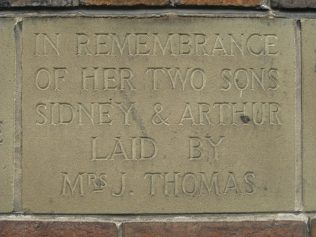 IN REMEMBRANCE
OF HER TWO SONS
SIDNEY & ARTHUR
LAID BY
MRS J. THOMAS